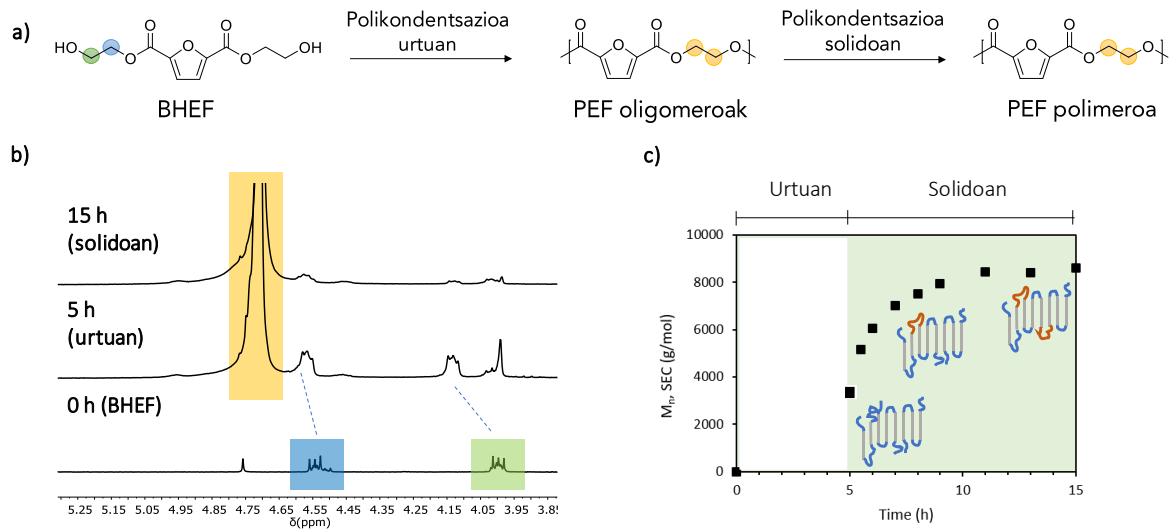 a)
HO
O
O
O
O
O
OH
BHEF
Polikondentsazioa
urtuan
O
O
O
O
O
PEF oligomeroak
Polikondentsazioa
solidoan
O
O
O
O
O
PEF polimeroa
b)
15 h
(solidoan)
5 h
(urtuan)
0 h (BHEF)
5.25 5.15 5.05 4.95 4.85 4.75 4.65 4.55 4.45 4.35 4.25 4.15 4.05 3.95 3.85
δ(ppm)
c)
Urtuan
Solidoan
Mn, SEC (g/mol)
10000
8000
6000
4000
2000
0
0 5 10 15
Time (h)